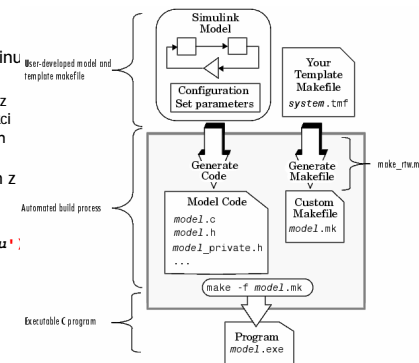 inu
z
ci
n
n z
u' )
User-developed model and
template makefile
Automated build process
Executable C program
Simulink
Model
Configuration
Set parameters
Your
Template
Makefile
system.tmf
Generate
Code
Generate
Makefile
make_rtw.m
Model Code
model.c
model.h
model_private.h
...
Custom
Makefile
model.mk
make -f model.mk
Program
model.exe